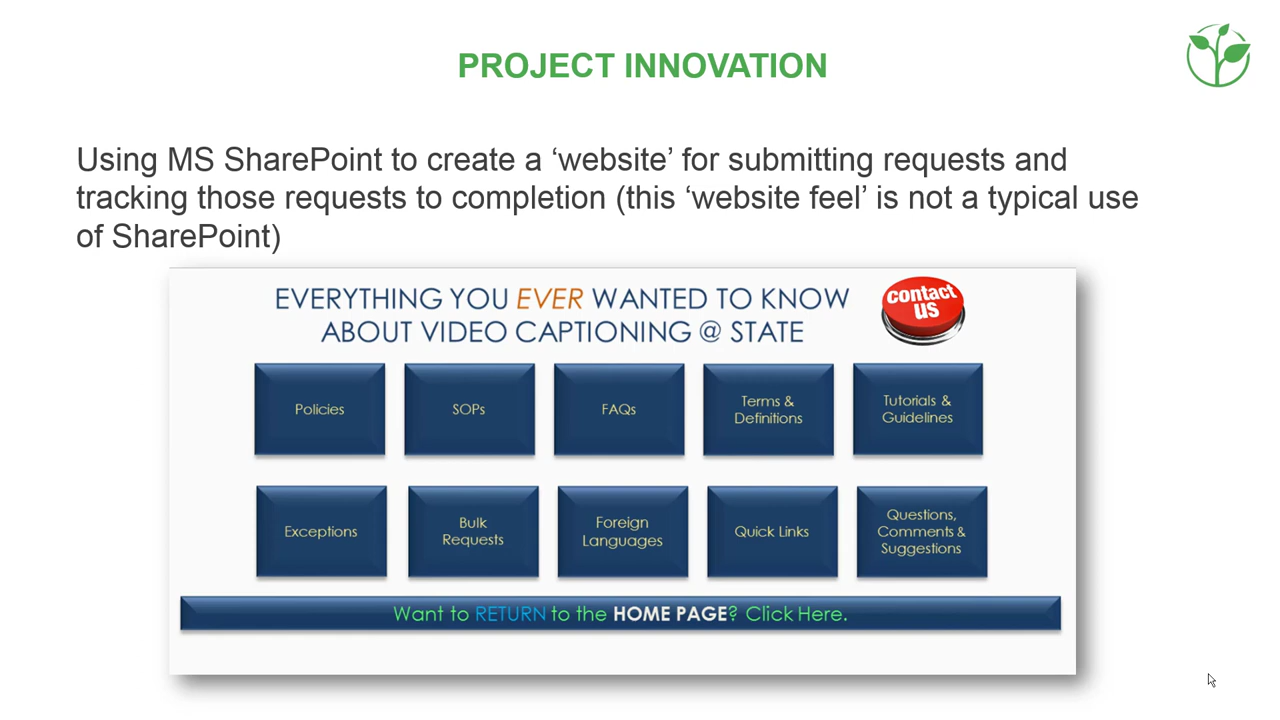 PROJECT INNOVATION
Using MS SharePoint to create a ‘website’ for submitting requests and
tracking those requests to completion (this ‘website feel’ is not a typical use
of SharePoint)
EVERYTHING YOU EVER WANTED TO KNOW
ABOUT VIDEO CAPTIONING @ STATE
contact
us
Policies
SOPs
FAQs
Terms &
Definitions
Tutorials &
Guidelines
Exceptions
Bulk
Requests
Foreign
Languages
Quick Links
Questions,
Comments &
Suggestions
Want to RETURN to the HOME PAGE? Click Here.